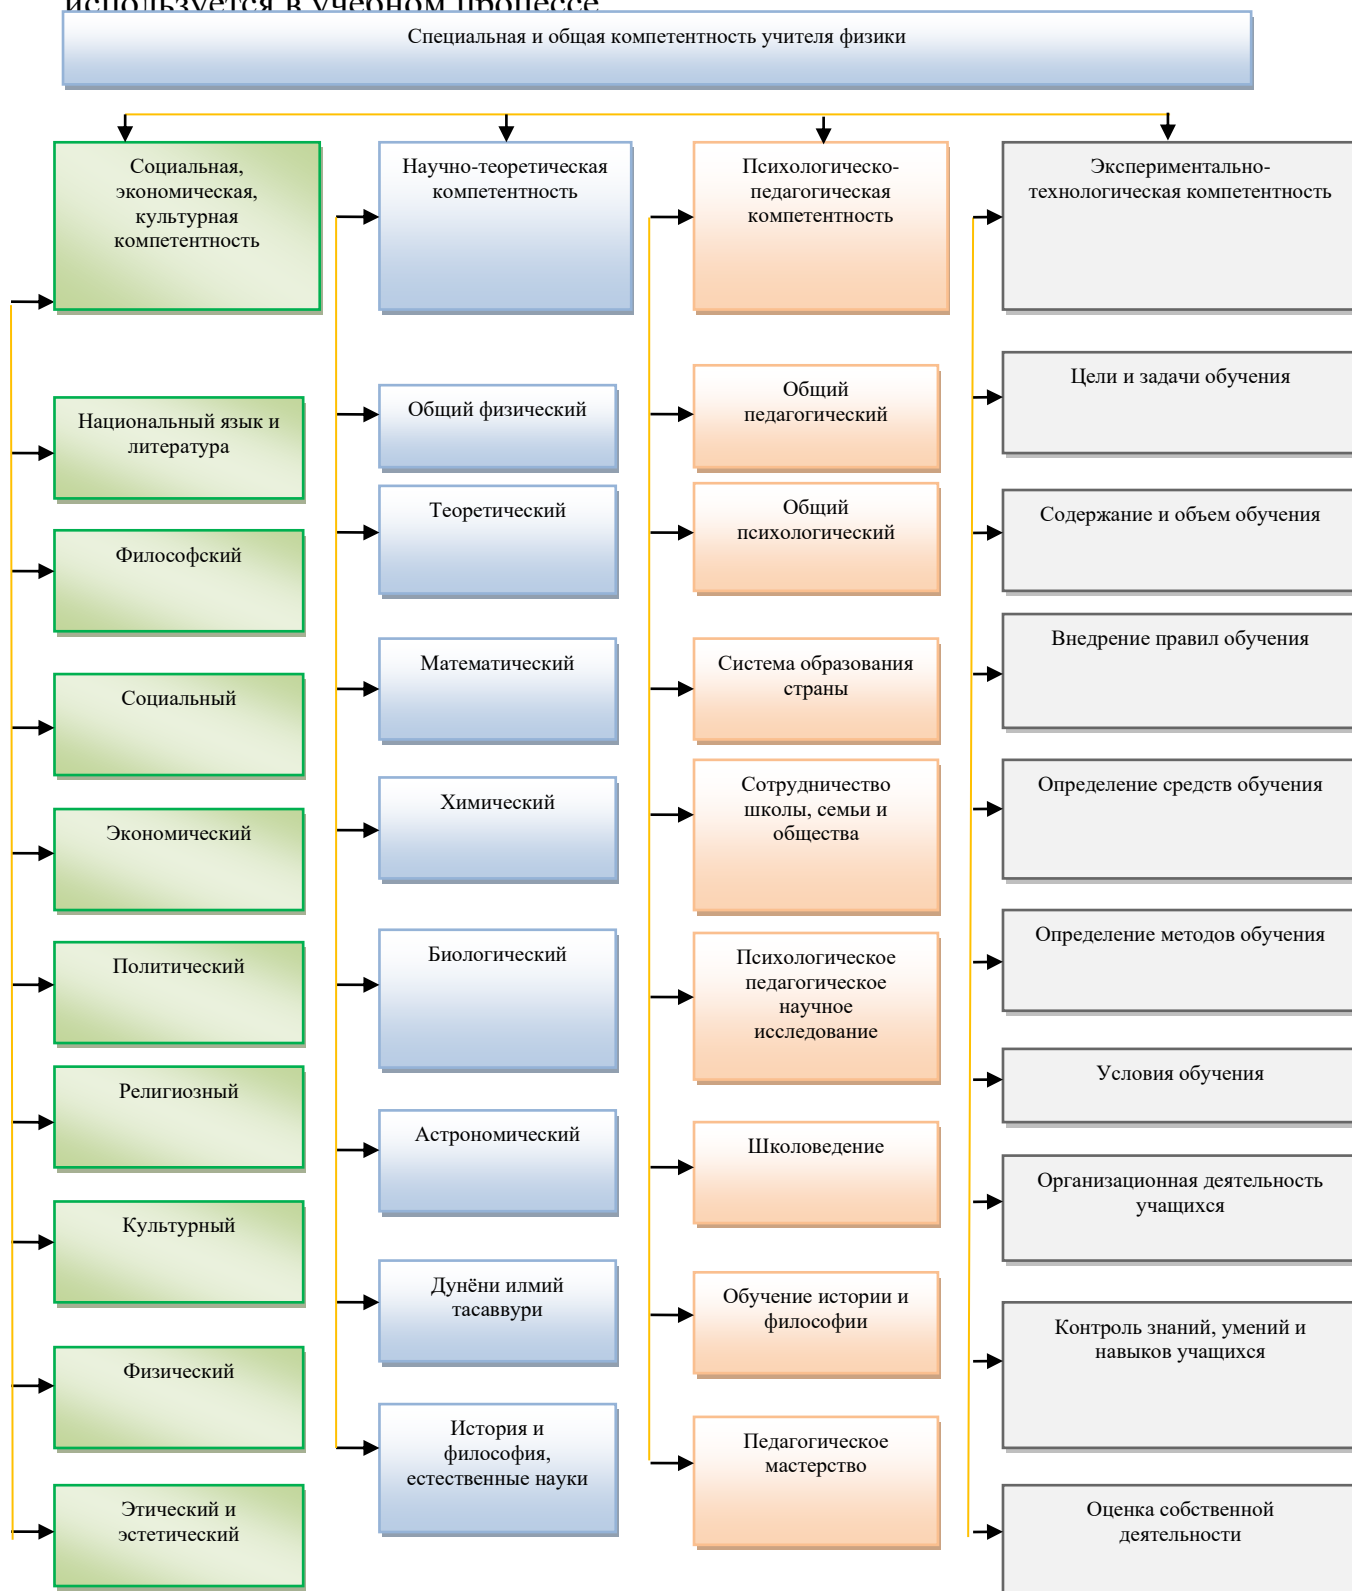 используется в учебном процессе
Специальная и общая компетентность учителя физики
Социальная,
экономическая,
культурная
компетентность
Национальный язык и
литература
Философский
Социальный
Экономический
Политический
Религиозный
Культурный
Физический
Этический и
эстетический
Научно-теоретическая
компетентность
Общий физический
Теоретический
Математический
Химический
Биологический
Астрономический
Дунёни илмий
тасаввури
История и
философия,
естественные науки
Психологическо-
педагогическая
компетентность
Общий
педагогический
Общий
психологический
Система образования
страны
Сотрудничество
школы, семьи и
общества
Психологическое
педагогическое
научное
исследование
Школоведение
Обучение истории и
философии
Педагогическое
мастерство
Экспериментально-
технологическая компетентность
Цели и задачи обучения
Содержание и объем обучения
Внедрение правил обучения
Определение средств обучения
Определение методов обучения
Условия обучения
Организационная деятельность
учащихся
Контроль знаний, умений и
навыков учащихся
Оценка собственной
деятельности